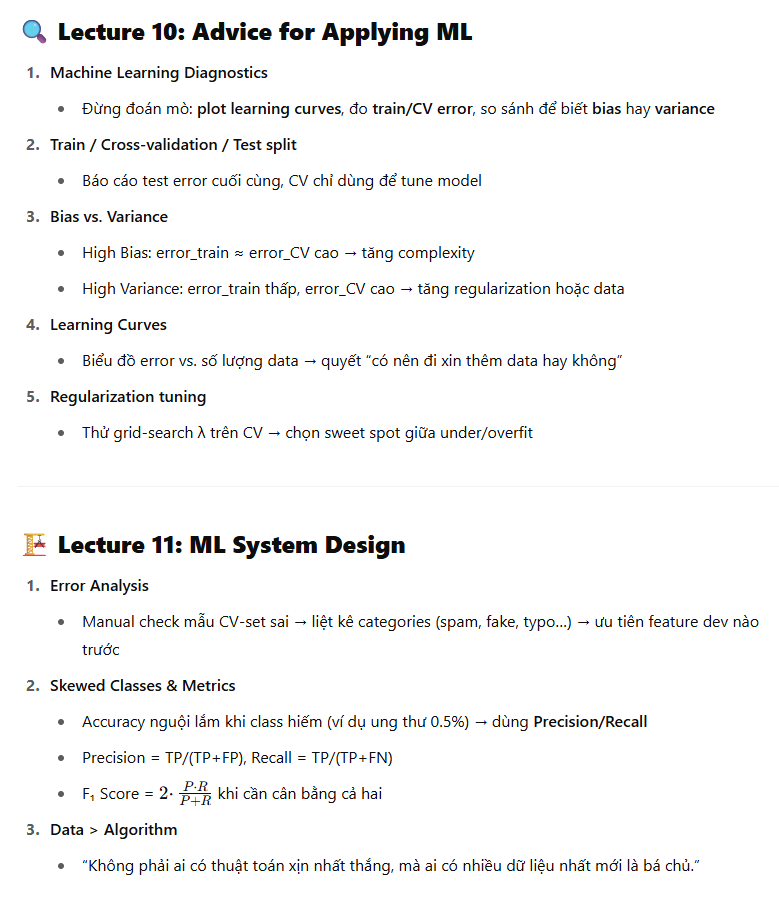 🔍 Lecture 10: Advice for Applying ML
1. Machine Learning Diagnostics
• Đừng đoán mò: plot learning curves, đo train/CV error, so sánh để biết bias hay variance
2. Train / Cross-validation / Test split
• Báo cáo test error cuối cùng, CV chỉ dùng để tune model
3. Bias vs. Variance
• High Bias: error_train ≈ error_CV cao → tăng complexity
• High Variance: error_train thấp, error_CV cao → tăng regularization hoặc data
4. Learning Curves
• Biểu đồ error vs. số lượng data → quyết “có nên đi xin thêm data hay không”
5. Regularization tuning
• Thử grid-search λ trên CV → chọn sweet spot giữa under/overfit
🏗️ Lecture 11: ML System Design
1. Error Analysis
• Manual check mẫu CV-set sai → liệt kê categories (spam, fake, typo…) → ưu tiên feature dev nào
trước
2. Skewed Classes & Metrics
• Accuracy nguội lắm khi class hiếm (ví dụ ung thư 0.5%) → dùng Precision/Recall
• Precision = TP/(TP+FP), Recall = TP/(TP+FN)
• F₁ Score = 2· P·R/P+R khi cần cân bằng cả hai
3. Data > Algorithm
• “Không phải ai có thuật toán xịn nhất thắng, mà ai có nhiều dữ liệu nhất mới là bá chủ.”